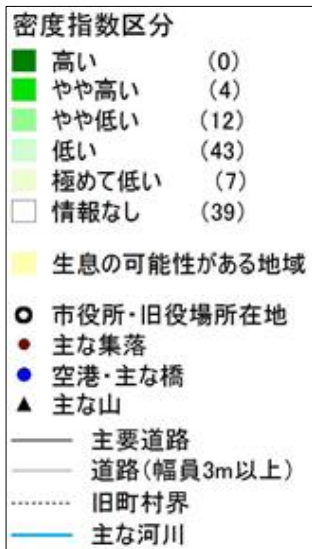 密度指数区分
高い (0)
やや高い (4)
やや低い (12)
低い (43)
極めて低い (7)
情報なし (39)
生息の可能性がある地域
市役所・旧役場所在地
主な集落
空港・主な橋
主な山
主要道路
道路(幅員3m以上)
旧町村界
主な河川